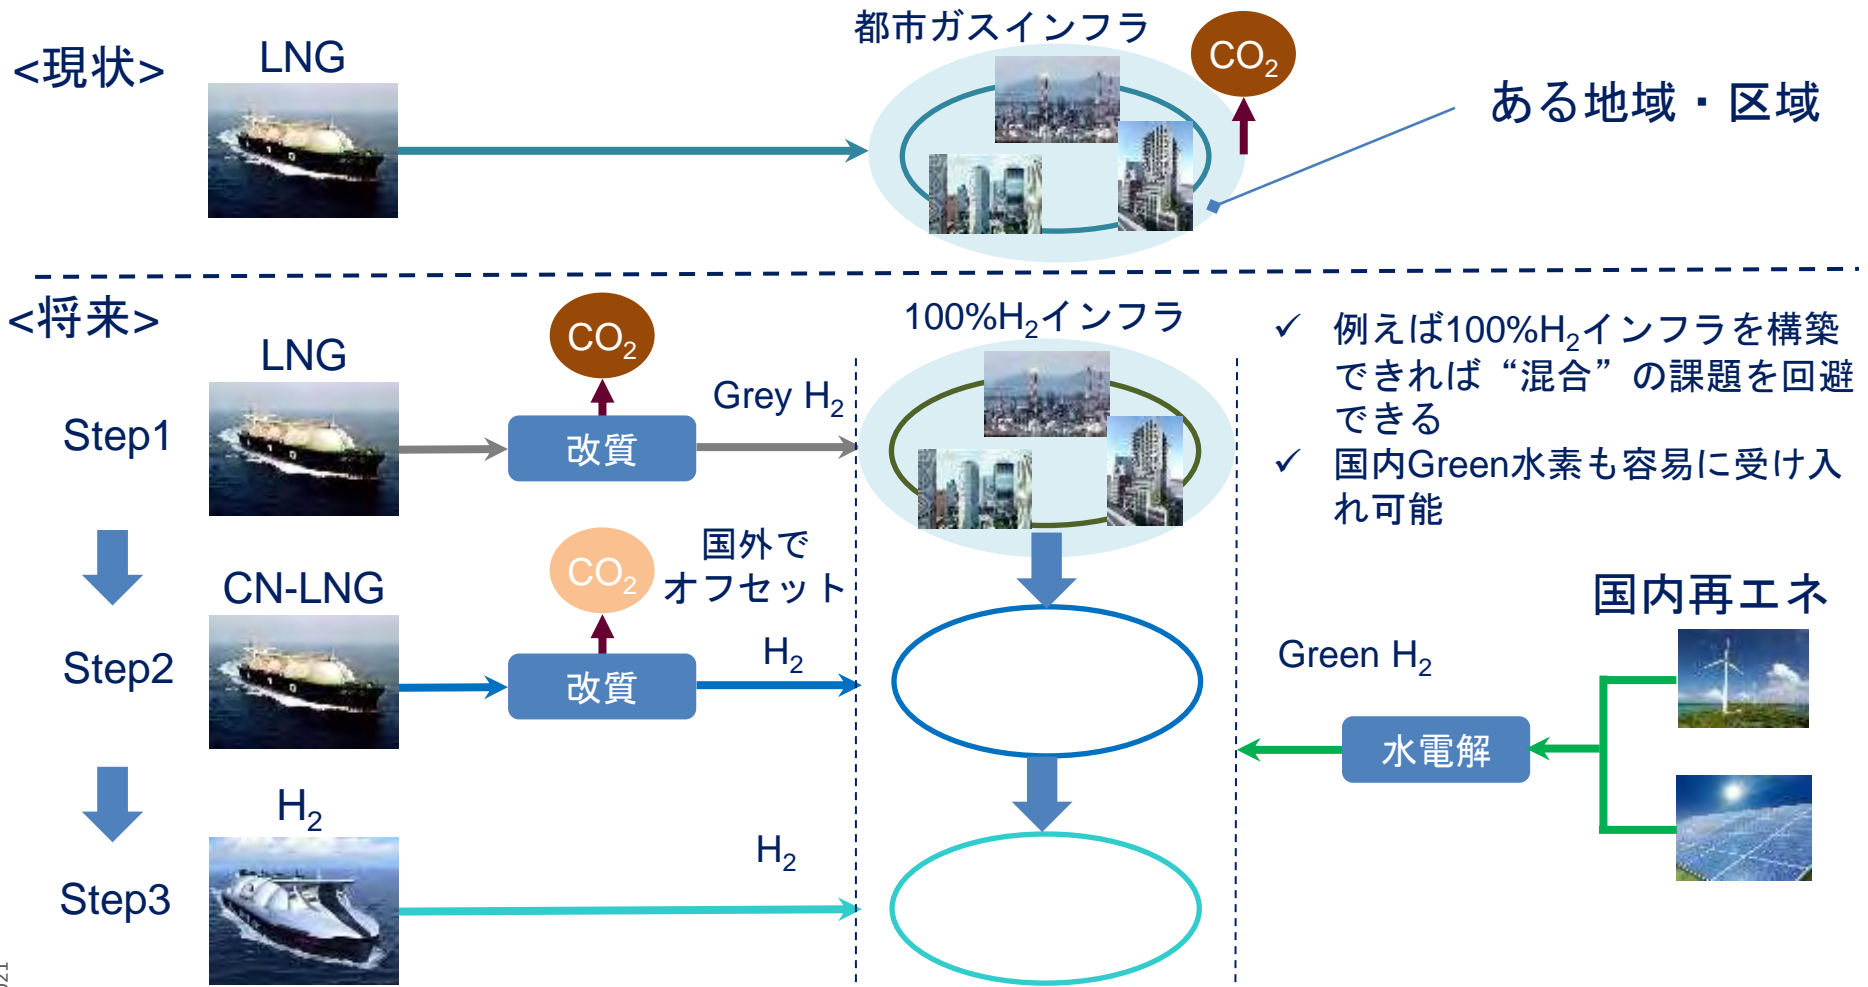 <現状>
LNG
都市ガスインフラ
CO2
ある地域・区域
<将来>
LNG
CO2
Grey H2
100%H2インフラ
Step1
改質
✓ 例えば100%H2インフラを構築
できれば“混合”の課題を回避
できる
✓ 国内Green水素も容易に受け入
れ可能
CN-LNG
CO2
国外で
オフセット
Step2
改質
H2
国内再エネ
Green H2
水電解
H2
Step3
H2